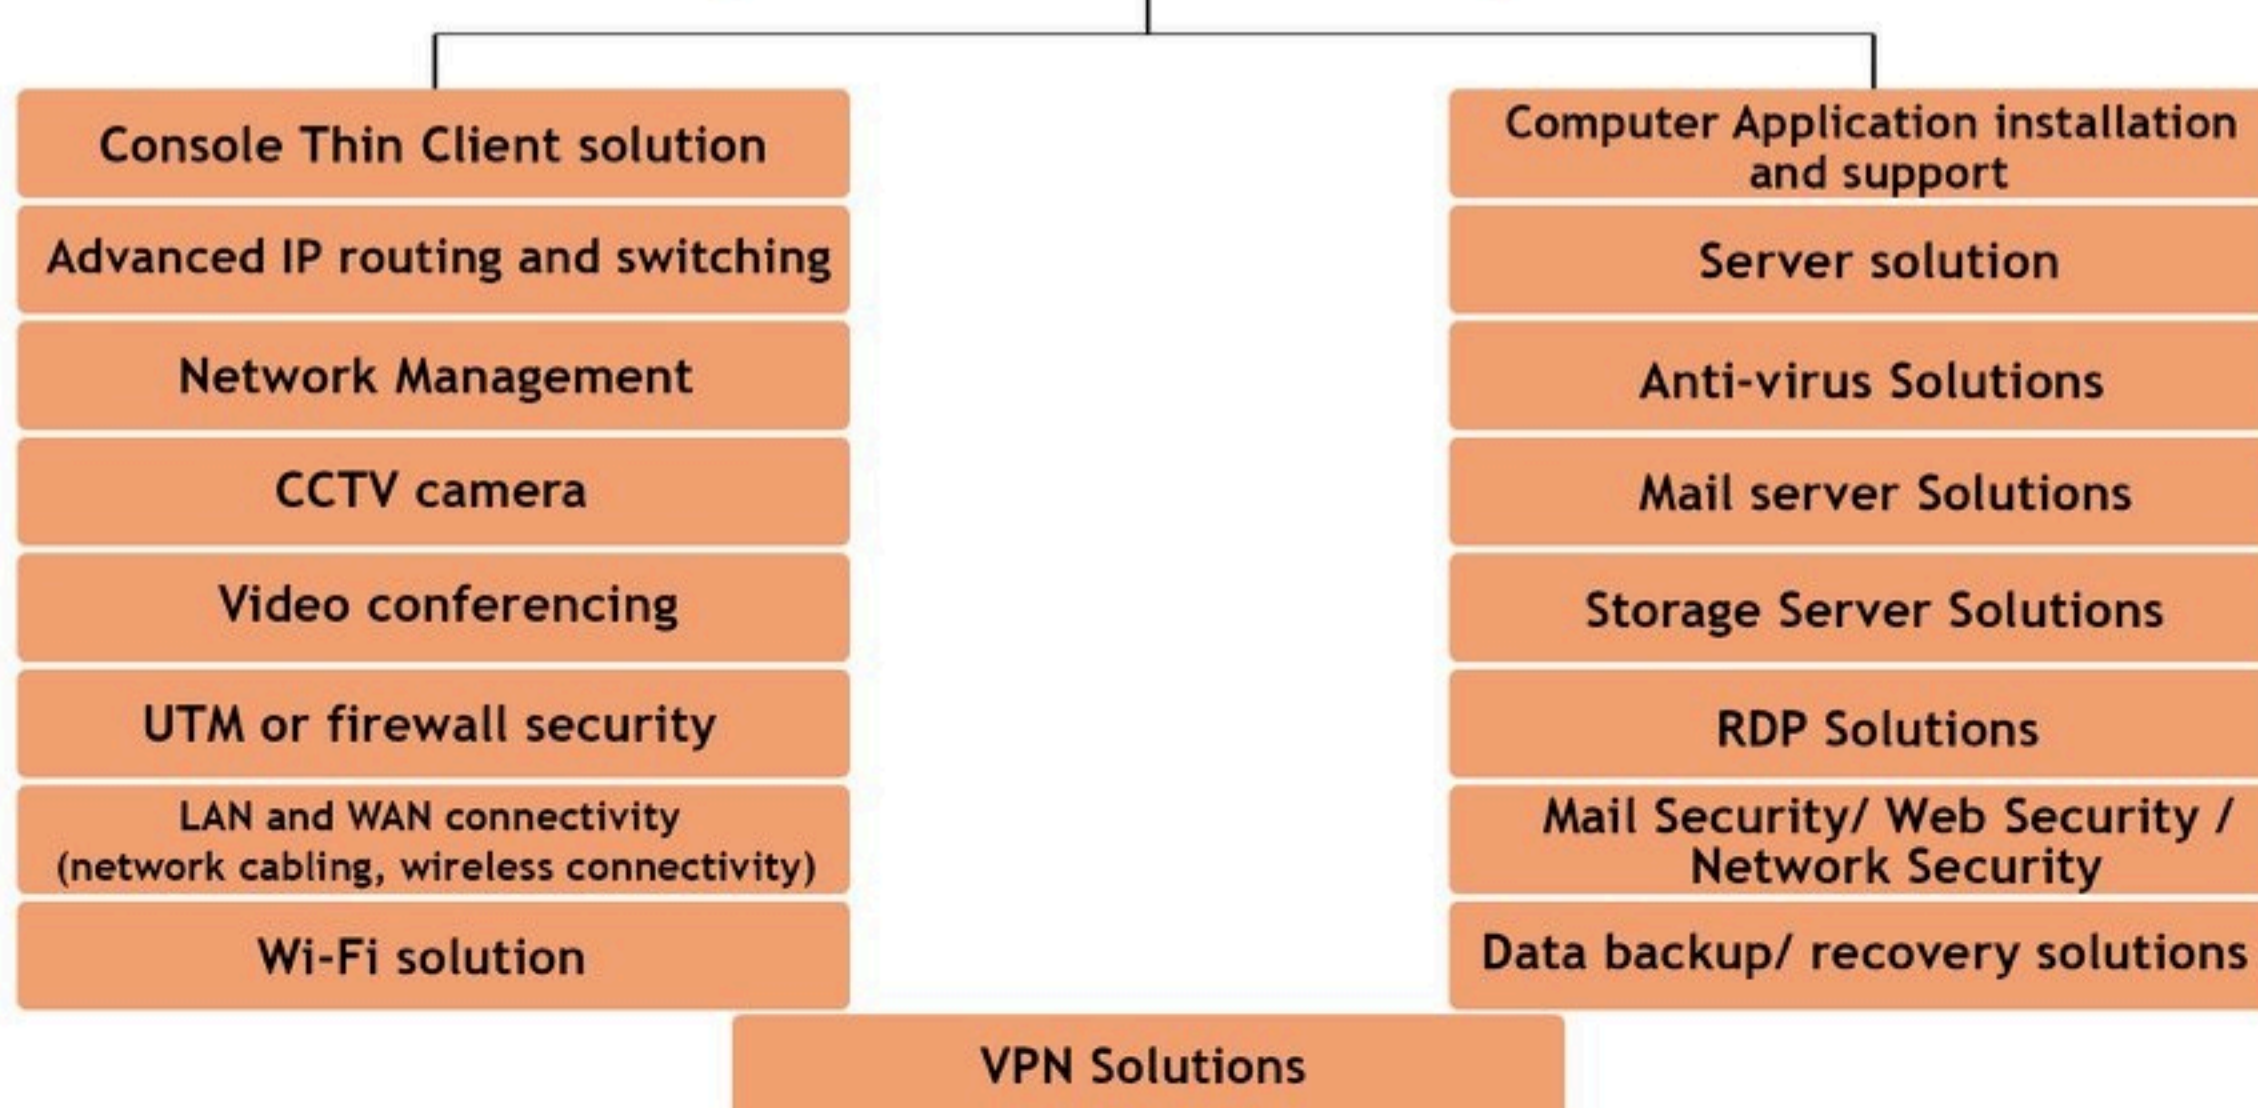 Console Thin Client solution
Advanced IP routing and switching
Network Management
CCTV camera
Video conferencing
UTM or firewall security
LAN and WAN connectivity
(network cabling, wireless connectivity)
Wi-Fi solution
Computer Application installation
and support
Server solution
Anti-virus Solutions
Mail server Solutions
Storage Server Solutions
RDP Solutions
Mail Security/ Web Security /
Network Security
Data backup/ recovery solutions
VPN Solutions